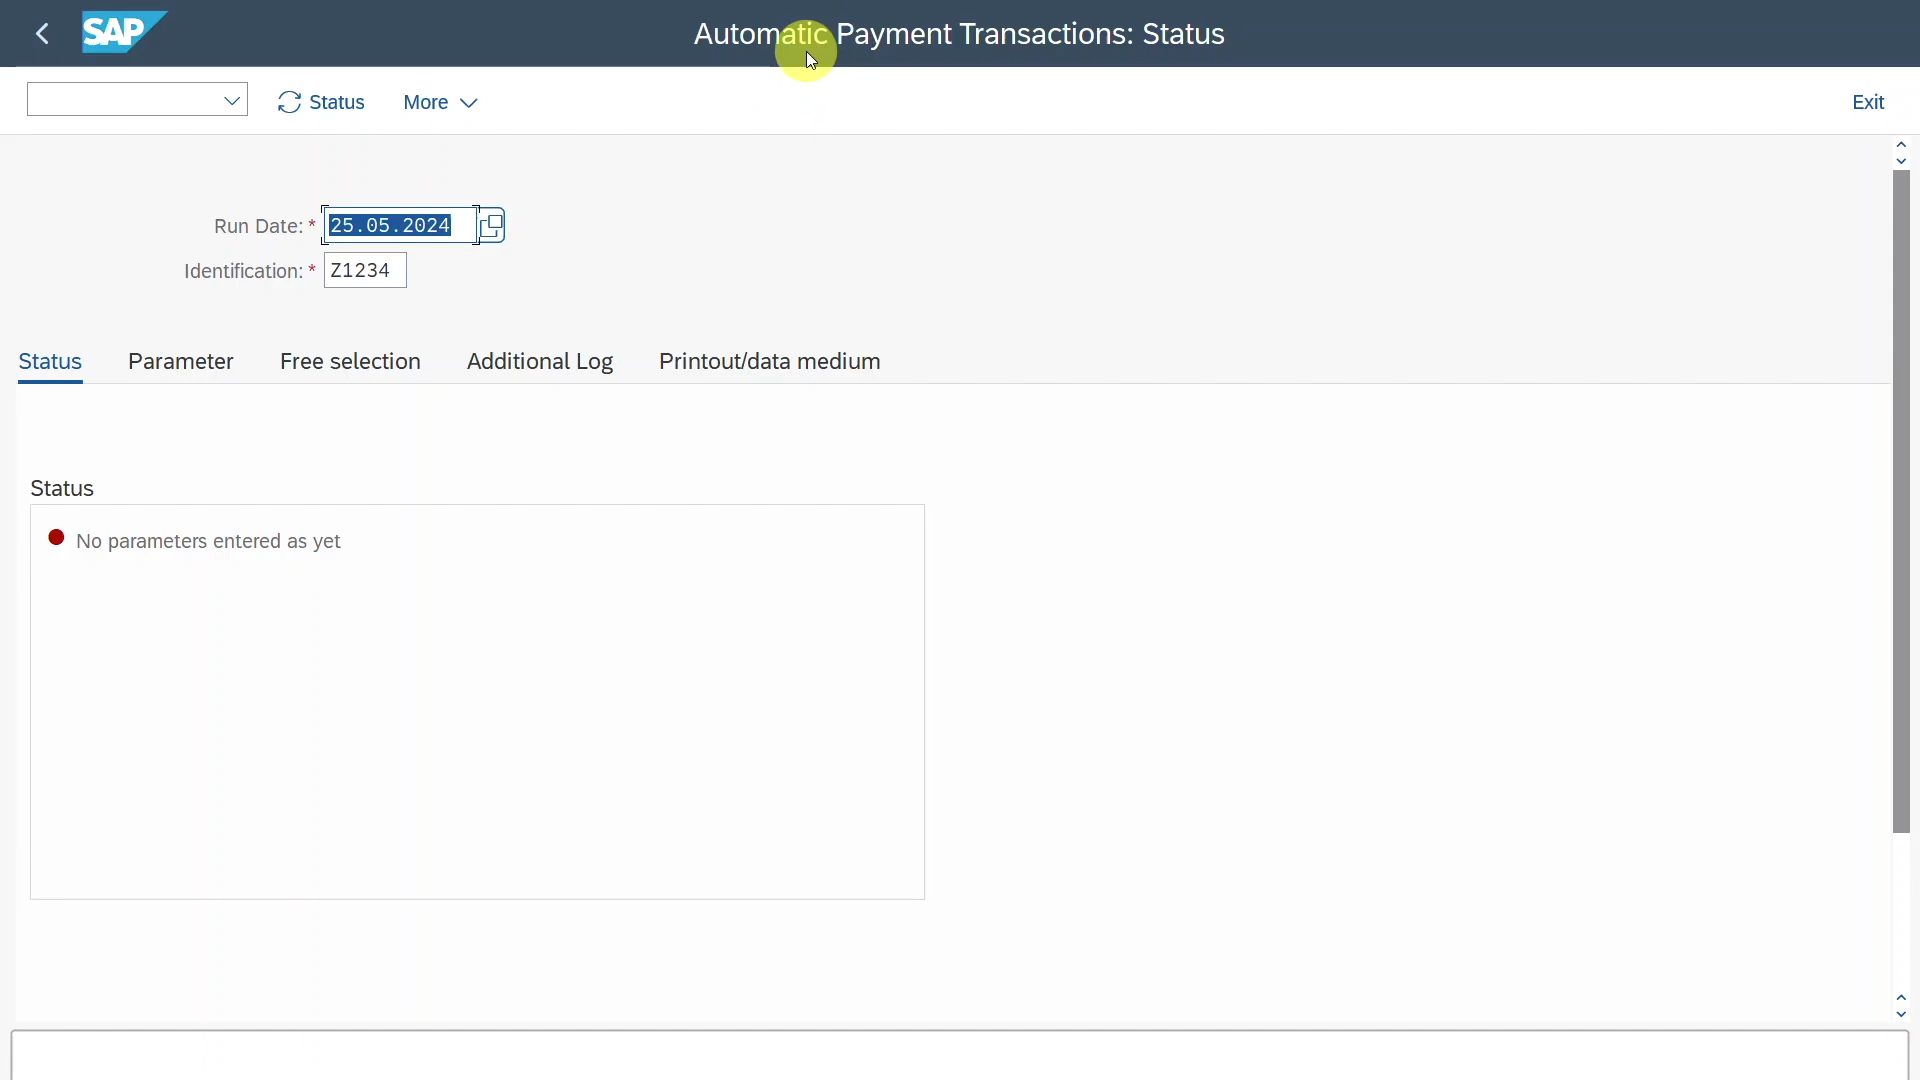 SAP
Automatic Payment Transactions: Status
Status
More
Exit
Run Date: * 25.05.2024
Identification: * Z1234
Status
Parameter
Free selection
Additional Log
Printout/data medium
Status
No parameters entered as yet